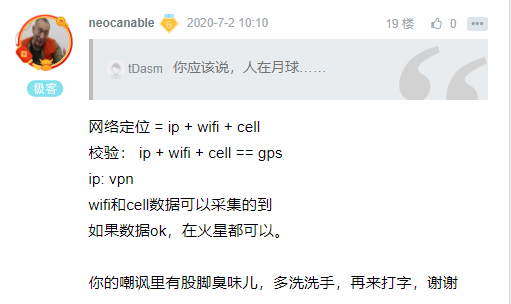 neocanable 2020-7-2 10:10 19 楼 0
tDasm 你应该说，人在月球……
极客
网络定位 = ip + wifi + cell
校验： ip + wifi + cell == gps
ip: vpn
wifi和cell数据可以采集的到
如果数据ok，在火星都可以。
你的嘲讽里有股脚臭味儿，多洗洗手，再来打字，谢谢